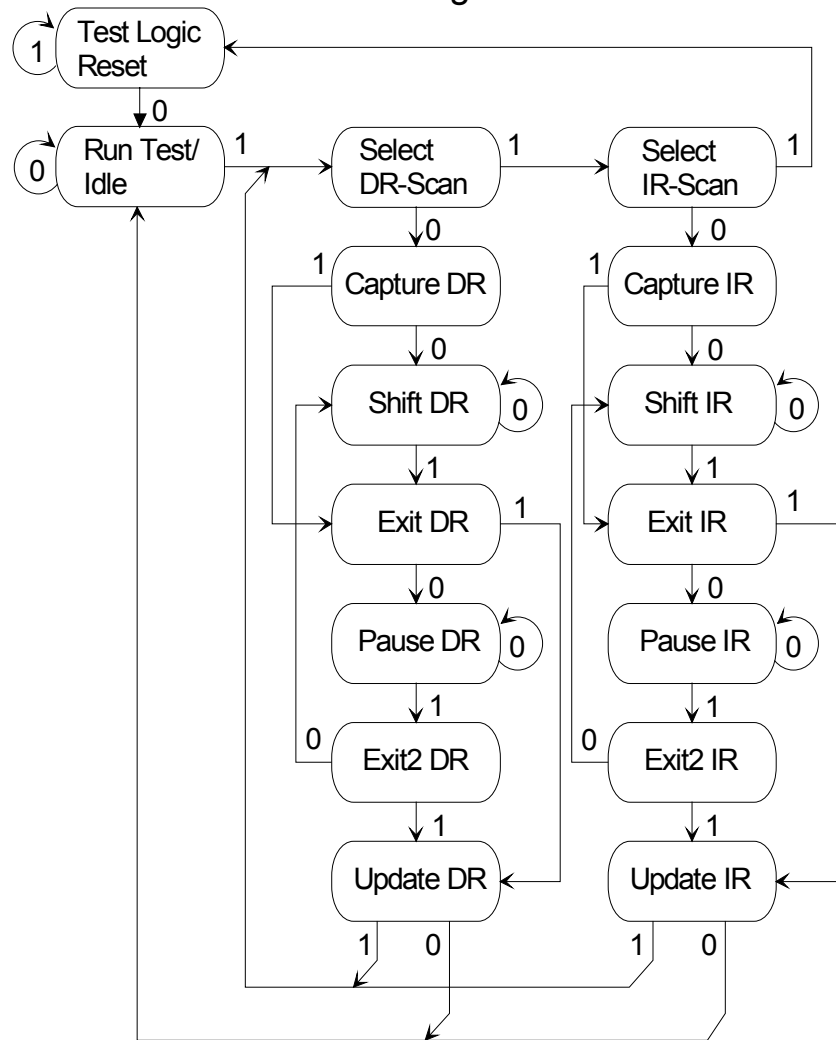 Test Logic
Reset
1
0
Run Test/
Idle
0
1
Select
DR-Scan
1
Select
IR-Scan
1
0
0
1
Capture DR
1
Capture IR
0
0
Shift DR
0
Shift IR
0
1
1
Exit DR
1
Exit IR
1
0
0
Pause DR
0
Pause IR
0
1
1
0
Exit2 DR
0
Exit2 IR
1
1
Update DR
Update IR
1
0
1
0